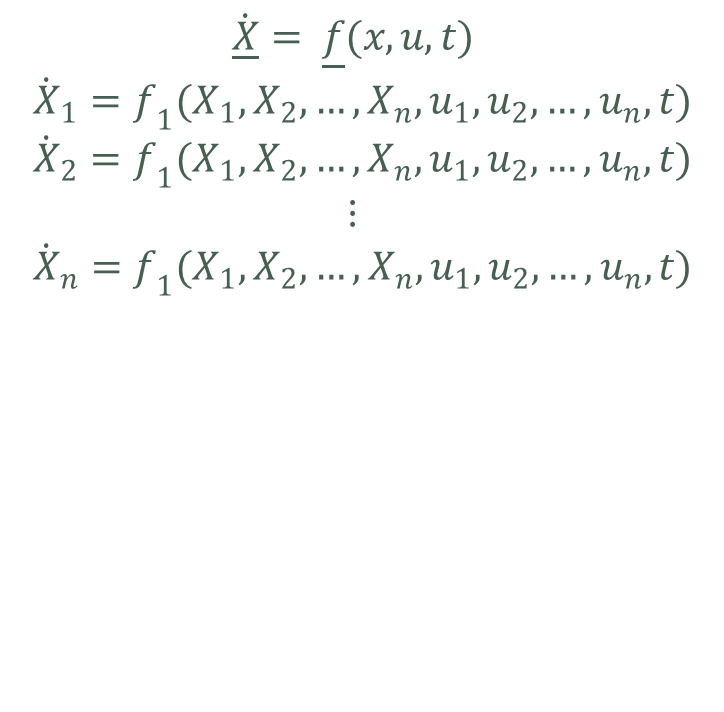 Ẋ = f(x, u, t)
Ẋ₁ = f₁(X₁, X₂, … , Xₙ, u₁, u₂, … , uₙ, t)
Ẋ₂ = f₁(X₁, X₂, … , Xₙ, u₁, u₂, … , uₙ, t)
⋮
Ẋₙ = f₁(X₁, X₂, … , Xₙ, u₁, u₂, … , uₙ, t)